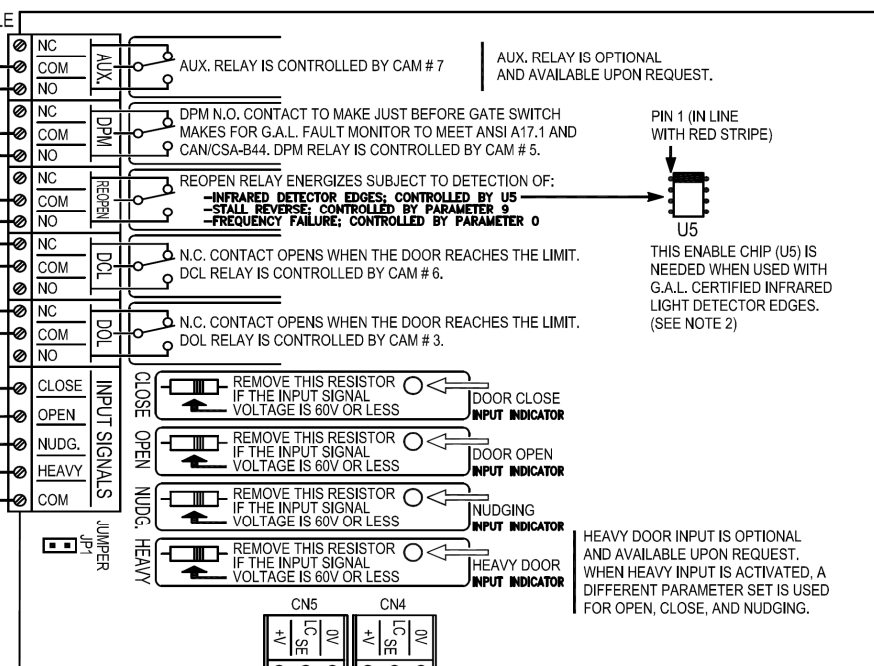 LE
NC
COM
NO
AUX.
AUX. RELAY IS CONTROLLED BY CAM # 7
AUX. RELAY IS OPTIONAL
AND AVAILABLE UPON REQUEST.
NC
COM
NO
DPM
DPM N.O. CONTACT TO MAKE JUST BEFORE GATE SWITCH
MAKES FOR G.A.L. FAULT MONITOR TO MEET ANSI A17.1 AND
CAN/CSA-B44. DPM RELAY IS CONTROLLED BY CAM # 5.
PIN 1 (IN LINE
WITH RED STRIPE)
NC
COM
NO
REOPEN
REOPEN RELAY ENERGIZES SUBJECT TO DETECTION OF:
-INFRARED DETECTOR EDGES; CONTROLLED BY U5
-STALL REVERSE; CONTROLLED BY PARAMETER 9
-FREQUENCY FAILURE; CONTROLLED BY PARAMETER 0
U5
THIS ENABLE CHIP (U5) IS
NEEDED WHEN USED WITH
G.A.L. CERTIFIED INFRARED
LIGHT DETECTOR EDGES.
(SEE NOTE 2)
NC
COM
NO
DCL
N.C. CONTACT OPENS WHEN THE DOOR REACHES THE LIMIT.
DCL RELAY IS CONTROLLED BY CAM # 6.
NC
COM
NO
DOL
N.C. CONTACT OPENS WHEN THE DOOR REACHES THE LIMIT.
DOL RELAY IS CONTROLLED BY CAM # 3.
CLOSE
OPEN
NUDG.
HEAVY
COM
INPUT SIGNALS
CLOSE
REMOVE THIS RESISTOR
IF THE INPUT SIGNAL
VOLTAGE IS 60V OR LESS
DOOR CLOSE
INPUT INDICATOR
OPEN
REMOVE THIS RESISTOR
IF THE INPUT SIGNAL
VOLTAGE IS 60V OR LESS
DOOR OPEN
INPUT INDICATOR
NUDG.
REMOVE THIS RESISTOR
IF THE INPUT SIGNAL
VOLTAGE IS 60V OR LESS
NUDGING
INPUT INDICATOR
HEAVY
REMOVE THIS RESISTOR
IF THE INPUT SIGNAL
VOLTAGE IS 60V OR LESS
HEAVY DOOR
INPUT INDICATOR
HEAVY DOOR INPUT IS OPTIONAL
AND AVAILABLE UPON REQUEST.
WHEN HEAVY INPUT IS ACTIVATED, A
DIFFERENT PARAMETER SET IS USED
FOR OPEN, CLOSE, AND NUDGING.
JUMPER
JP1
CN5
+V
LC
SE
0V
CN4
+V
LC
SE
0V